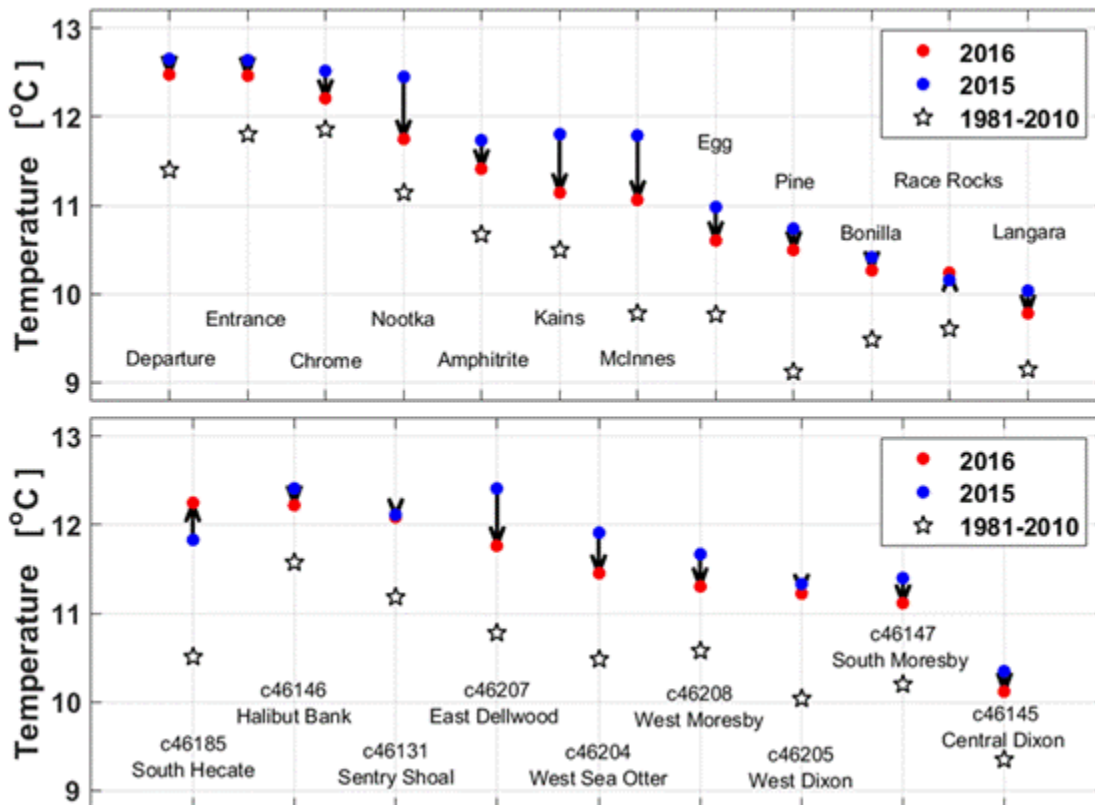 13
12
11
10
9
Temperature [°C]
2016
2015
1981-2010
Egg
Pine
Race Rocks
Bonilla
Langara
Entrance
Nootka
Kains
Departure
Chrome
Amphitrite
McInnes
13
12
11
10
9
Temperature [°C]
2016
2015
1981-2010
c46147
South Moresby
c46146
Halibut Bank
c46207
East Dellwood
c46208
West Moresby
c46145
Central Dixon
c46185
South Hecate
c46131
Sentry Shoal
c46204
West Sea Otter
c46205
West Dixon